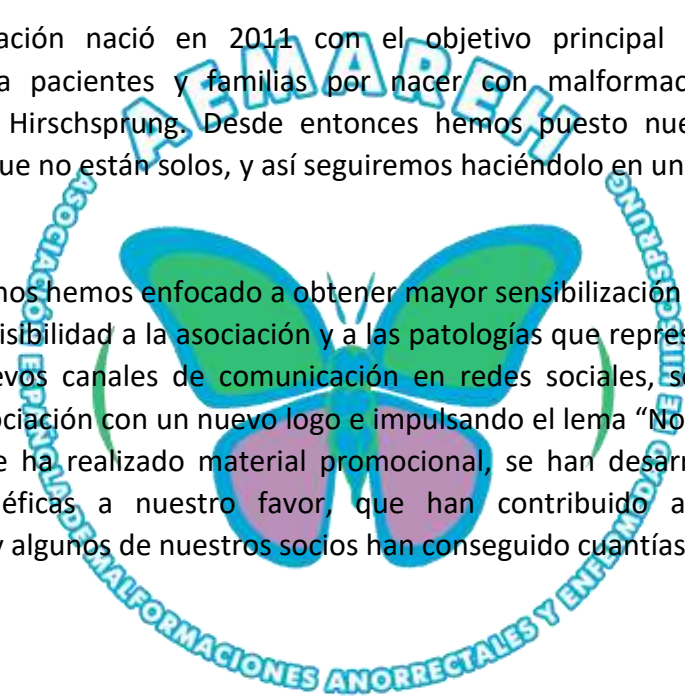 ación nació en 2011 con el objetivo principal
a pacientes y familias por nacer con malformac
Hirschsprung. Desde entonces hemos puesto nue
ue no están solos, y así seguiremos haciéndolo en un
nos hemos enfocado a obtener mayor sensibilización
isibilidad a la asociación y a las patologías que repres
evos canales de comunicación en redes sociales, se
ociación con un nuevo logo e impulsando el lema “No
e ha realizado material promocional, se han desarr
éficas a nuestro favor, que han contribuido a
y algunos de nuestros socios han conseguido cuantías
AEMAREH
ASOCIACIÓN ESPAÑOLA DE MALFORMACIONES ANORRECTALES Y